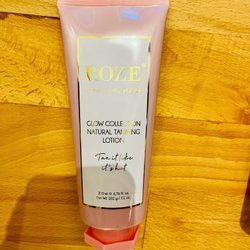 ROZE
GLOW COLLECTION
NATURAL TANNING
LOTION
Tan it like
it's hot